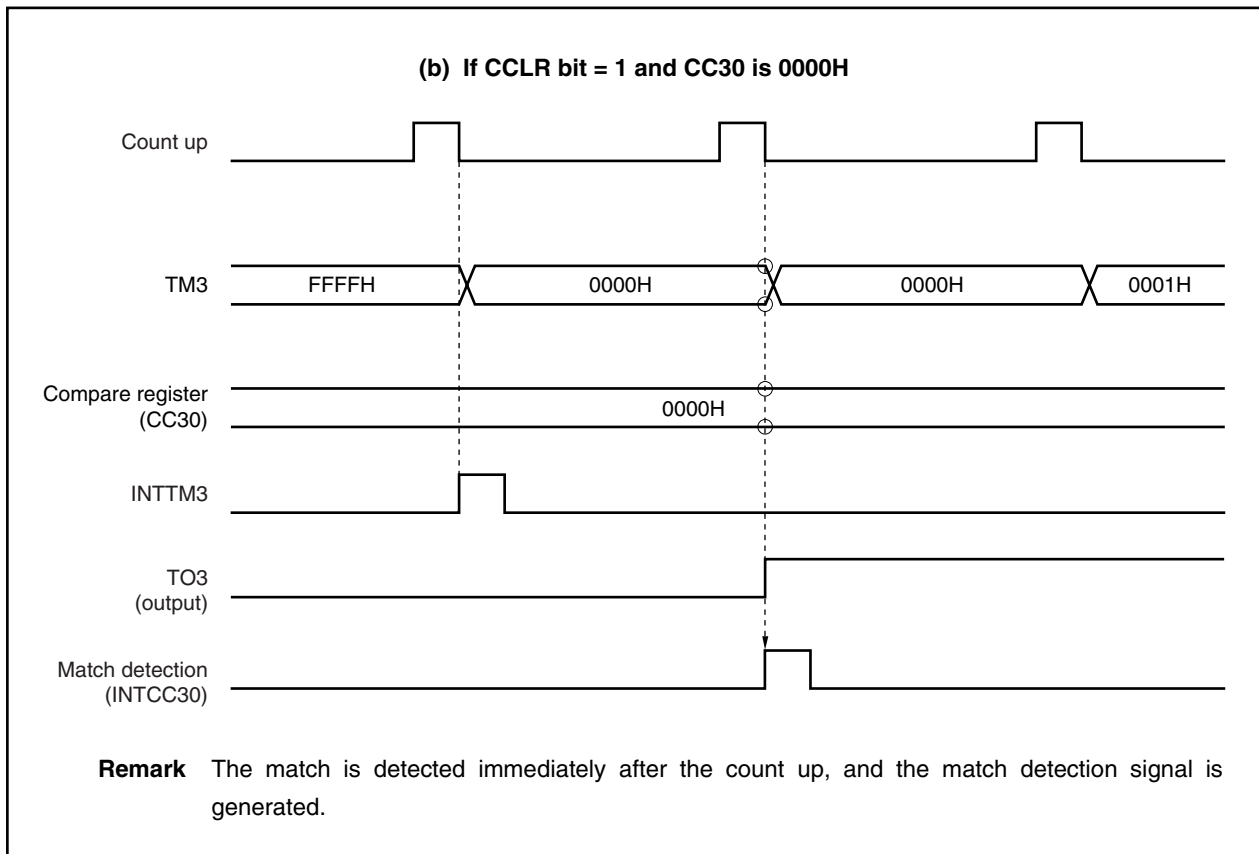 (b) If CCLR bit = 1 and CC30 is 0000H
Count up
TM3
FFFFH
0000H
0000H
0001H
Compare register
(CC30)
0000H
INTTM3
TO3
(output)
Match detection
(INTCC30)
Remark The match is detected immediately after the count up, and the match detection signal is
generated.